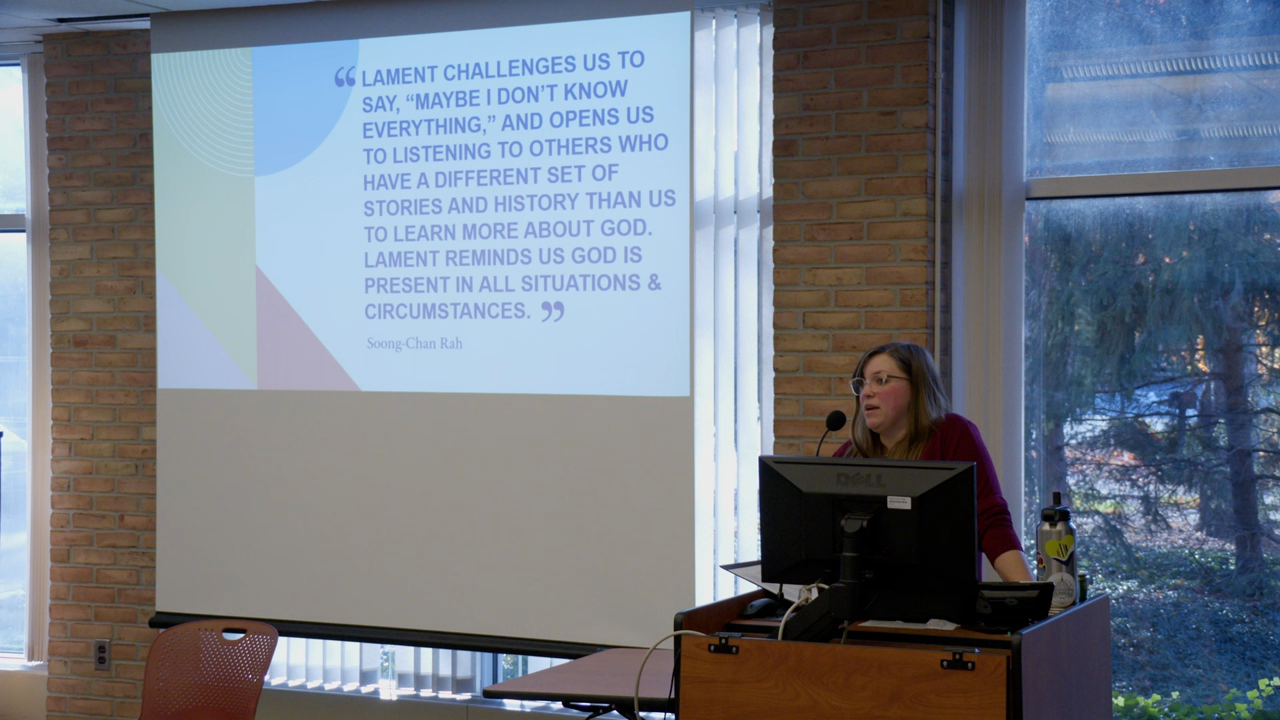 “ LAMENT CHALLENGES US TO
SAY, “MAYBE I DON’T KNOW
EVERYTHING,” AND OPENS US
TO LISTENING TO OTHERS WHO
HAVE A DIFFERENT SET OF
STORIES AND HISTORY THAN US
TO LEARN MORE ABOUT GOD.
LAMENT REMINDS US GOD IS
PRESENT IN ALL SITUATIONS &
CIRCUMSTANCES. ”
Soong-Chan Rah
DELL